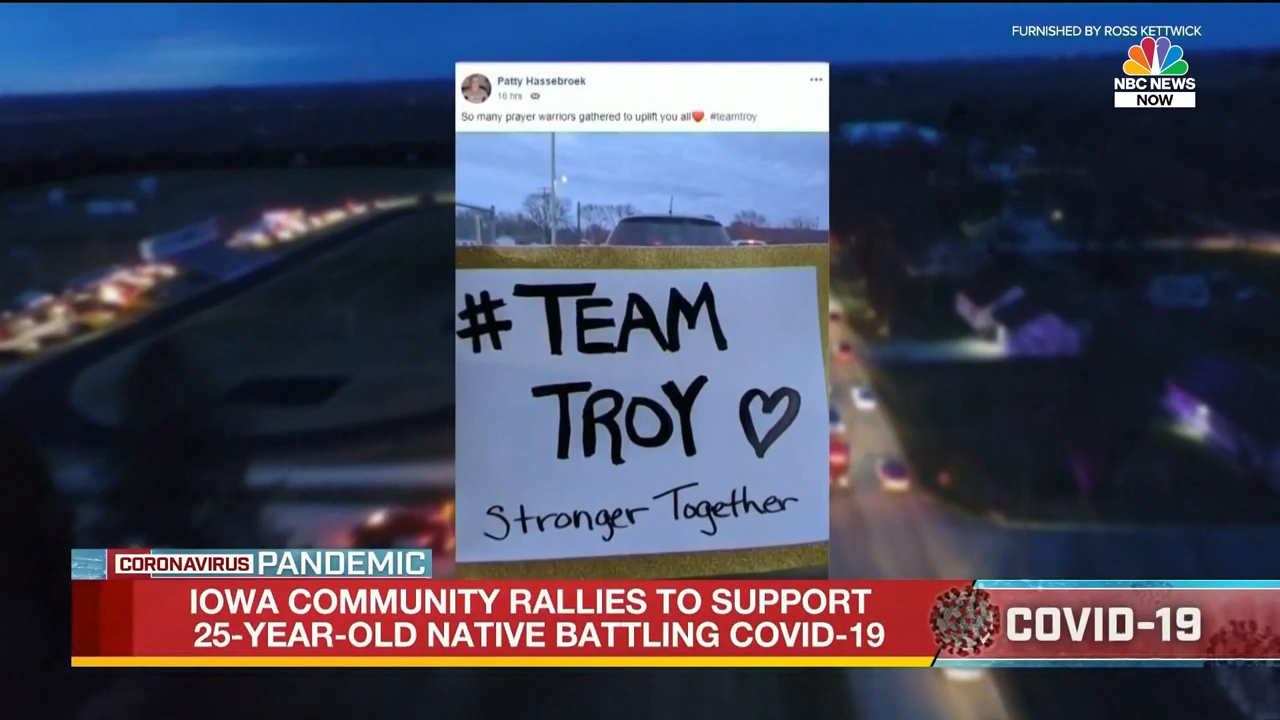 FURNISHED BY ROSS KETTWICK
NBC NEWS
NOW
Patty Hassebroek
16 hrs
So many prayer warriors gathered to uplift you all❤️. #teamtroy
#TEAM
TROY ♡
Stronger Together
CORONAVIRUS PANDEMIC
IOWA COMMUNITY RALLIES TO SUPPORT
25-YEAR-OLD NATIVE BATTLING COVID-19
COVID-19